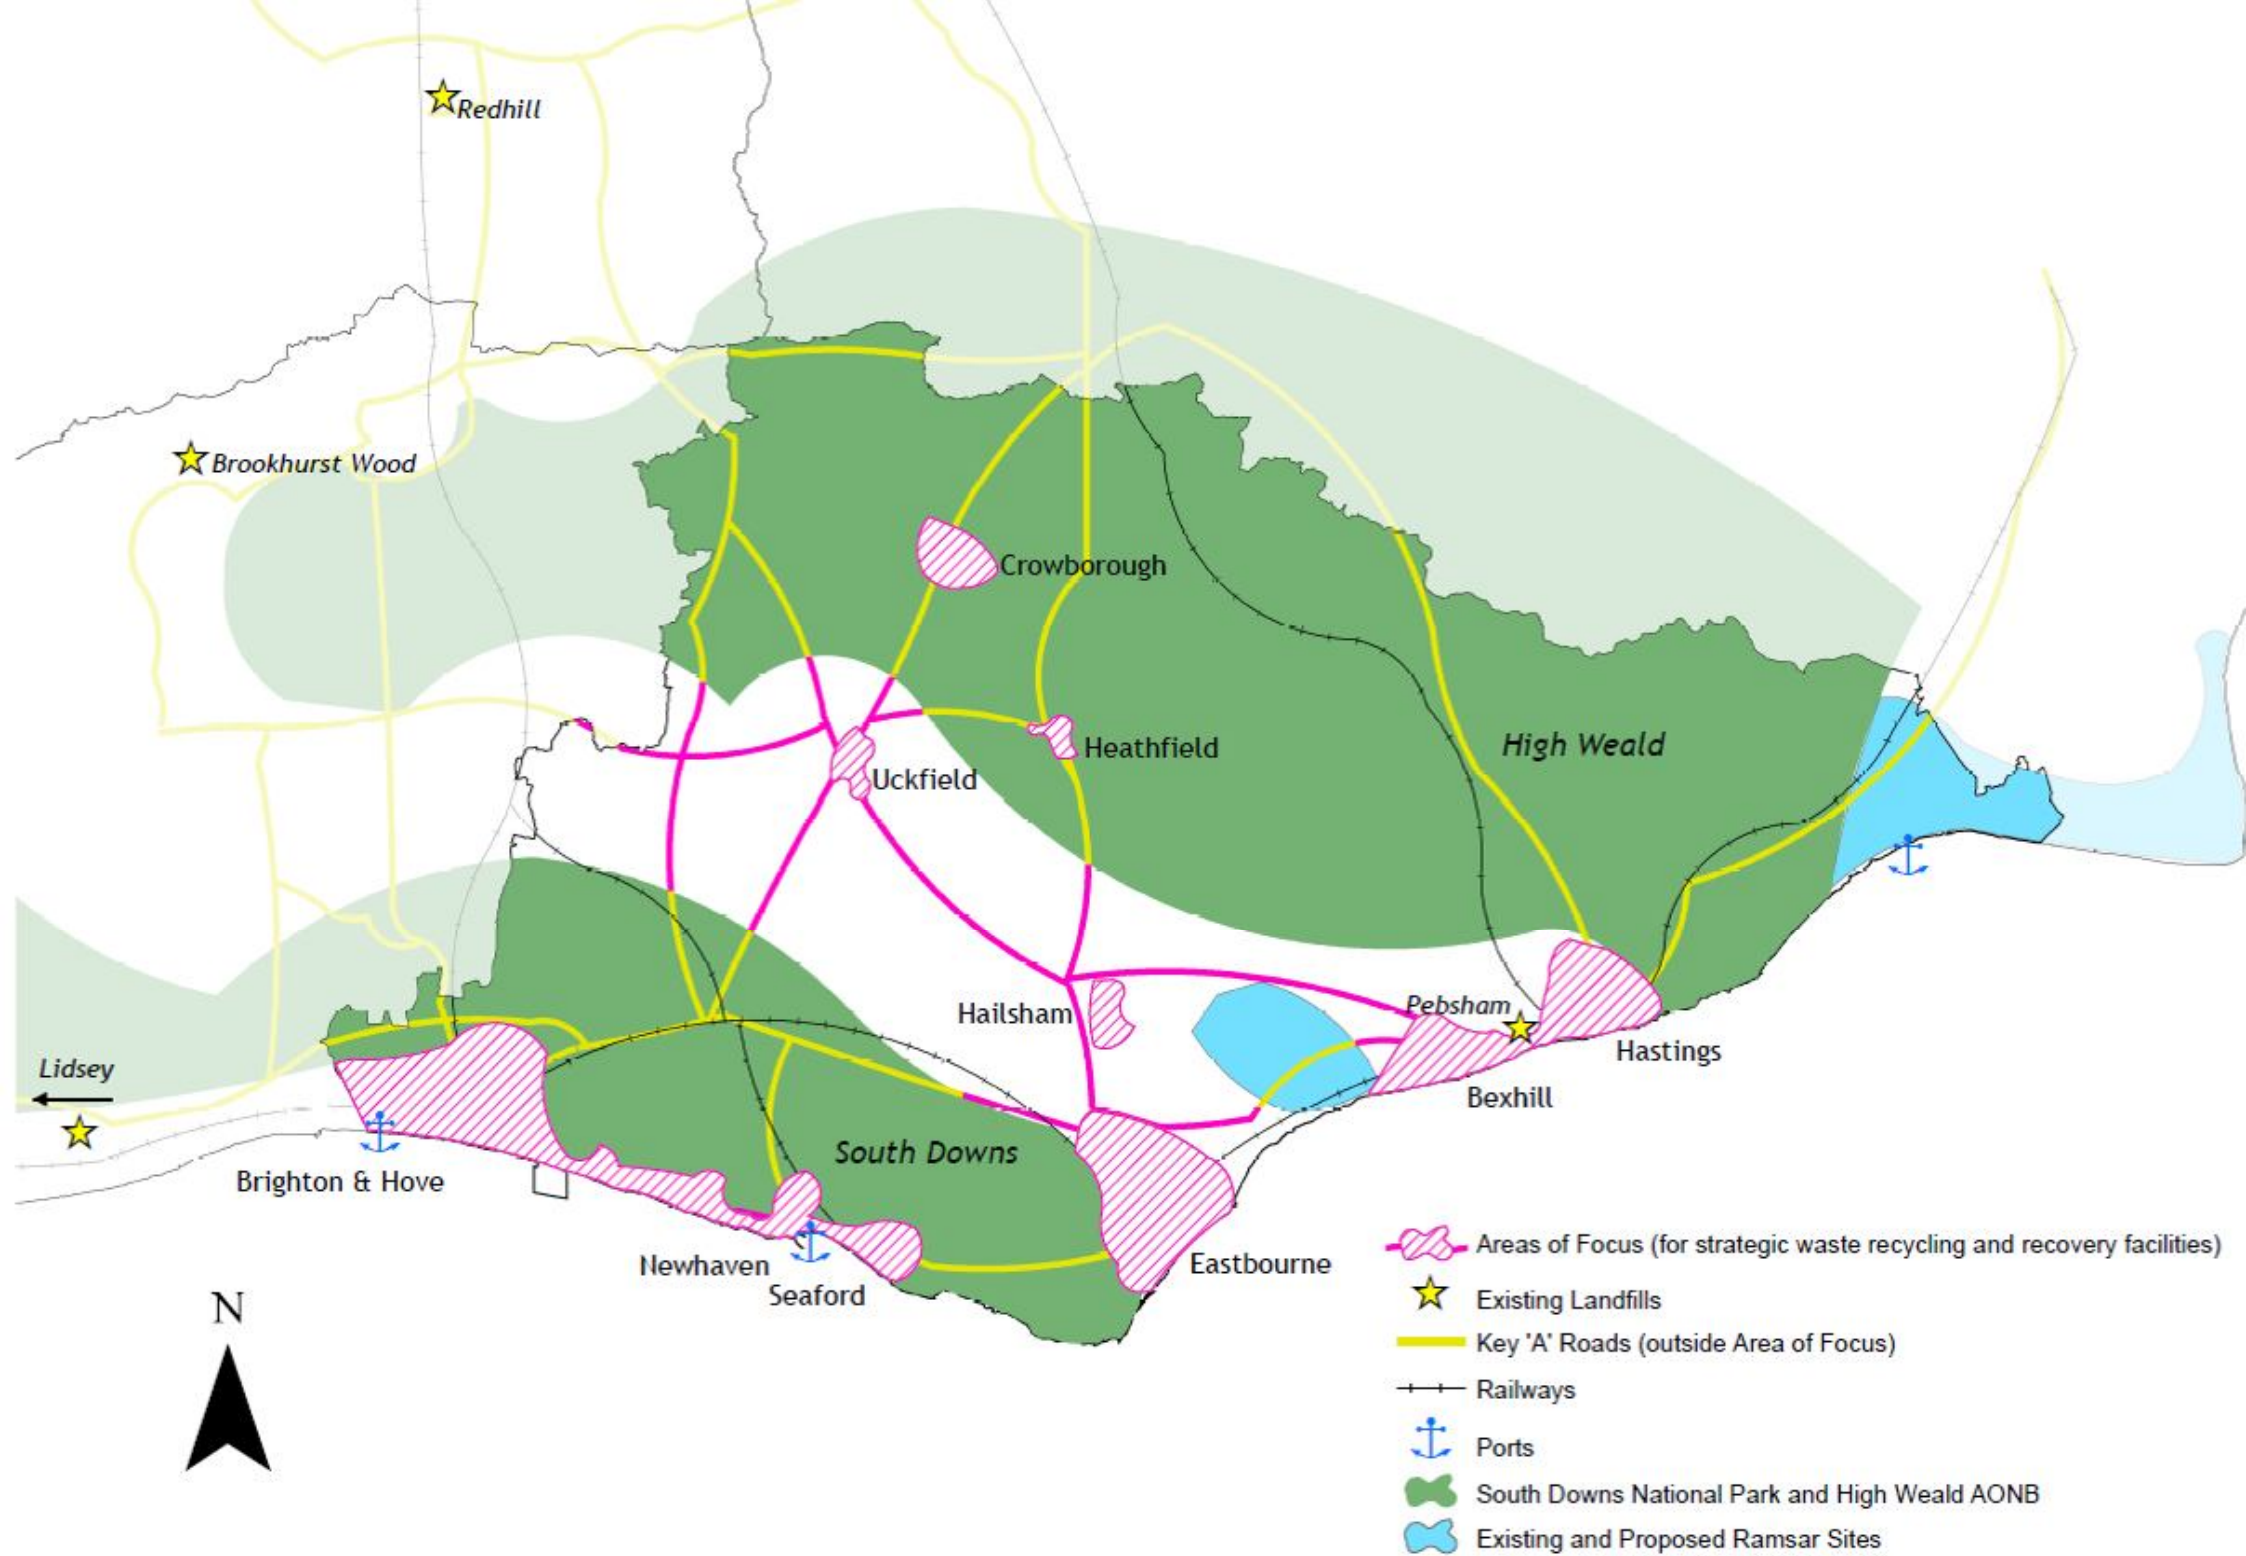 Redhill
Brookhurst Wood
Crowborough
High Weald
Heathfield
Uckfield
Pebsham
Hailsham
Hastings
Lidsey
Bexhill
South Downs
Brighton & Hove
Newhaven
Eastbourne
Seaford
N
Areas of Focus (for strategic waste recycling and recovery facilities)
Existing Landfills
Key 'A' Roads (outside Area of Focus)
Railways
Ports
South Downs National Park and High Weald AONB
Existing and Proposed Ramsar Sites